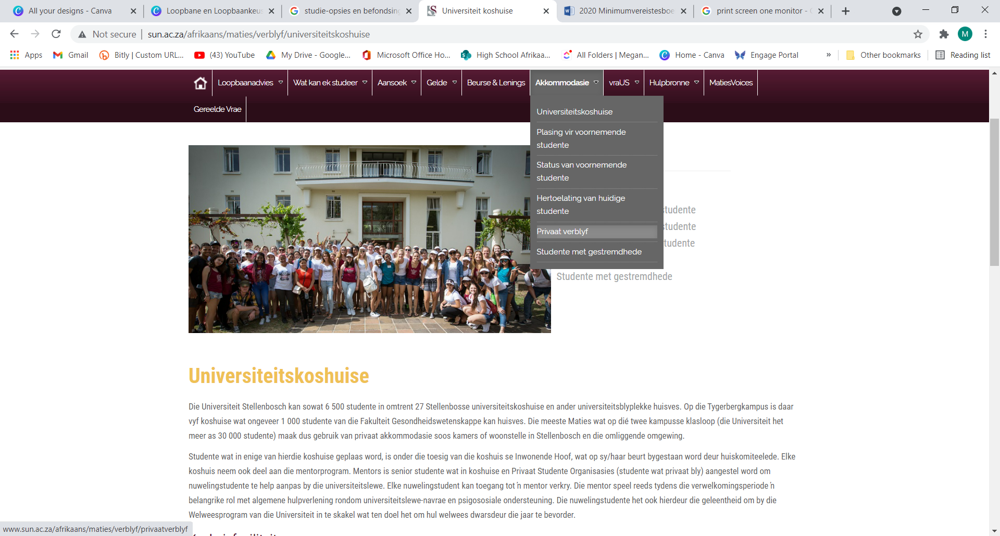 All your designs - Canva
Loopbane en Loopbaankeus
studie-opsies en befondsing
Universiteit koshuise
2020 Minimumvereistesboe
print screen one monitor - G
Not secure
sun.ac.za/afrikaans/maties/verblyf/universiteitskoshuise
M
Apps
Gmail
Bitly | Custom URL...
(43) YouTube
My Drive - Google...
Microsoft Office Ho...
High School Afrikaa...
All Folders | Megan...
Home - Canva
Engage Portal
»
Other bookmarks
Reading list
Loopbaanadvies
Wat kan ek studeer
Aansoek
Gelde
Beurse & Lenings
Akkommodasie
vraUS
Hulpbronne
MatiesVoices
Gereelde Vrae
Universiteitskoshuise
Plasing vir voornemende
studente
Status van voornemende
studente
Hertoelating van huidige
studente
Privaat verblyf
Studente met gestremdhede
studente
studente
tudente
Studente met gestremdhede
Universiteitskoshuise
Die Universiteit Stellenbosch kan sowat 6 500 studente in omtrent 27 Stellenbosse universiteitskoshuise en ander universiteitsblyplekke huisves. Op die Tygerbergkampus is daar
vyf koshuise wat ongeveer 1 000 studente van die Fakulteit Gesondheidswetenskappe kan huisves. Die meeste Maties wat op dié twee kampusse klasloop (die Universiteit het
meer as 30 000 studente) maak dus gebruik van privaat akkommodasie soos kamers of woonstelle in Stellenbosch en die omliggende omgewing.
Studente wat in enige van hierdie koshuise geplaas word, is onder die toesig van die koshuis se Inwonende Hoof, wat op sy/haar beurt bygestaan word deur huiskomiteelede. Elke
koshuis neem ook deel aan die mentorprogram. Mentors is senior studente wat in koshuise en Privaat Studente Organisasies (studente wat privaat bly) aangestel word om
nuwelingstudente te help aanpas by die universiteitslewe. Elke nuwelingstudent kan toegang tot ŉ mentor verkry. Die mentor speel reeds tydens die verwelkomingsperiode ŉ
belangrike rol met algemene hulpverlening rondom universiteitslewe-navrae en psigososiale ondersteuning. Die nuwelingstudente het ook hierdeur die geleentheid om by die
Welweesprogram van die Universiteit in te skakel wat ten doel het om hul welwees dwarsdeur die jaar te bevorder.
www.sun.ac.za/afrikaans/maties/verblyf/privaatverblyf